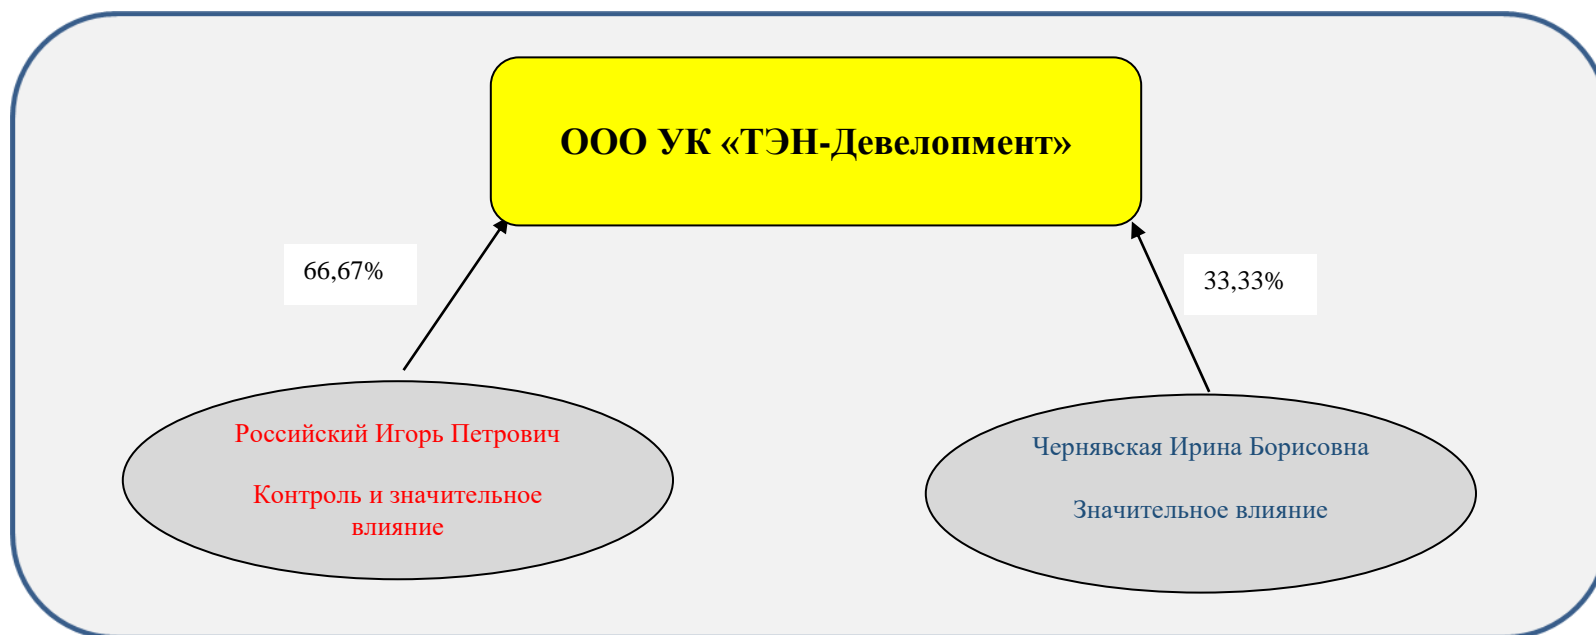 ООО УК «ТЭН-Девелопмент»
66,67%
33,33%
Российский Игорь Петрович
Контроль и значительное
влияние
Чернявская Ирина Борисовна
Значительное влияние